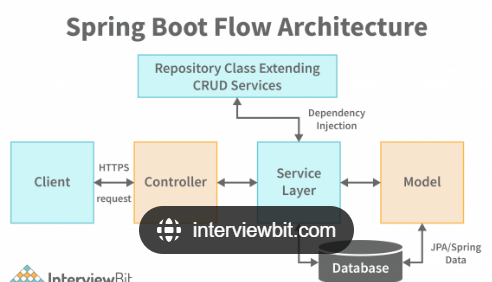 Spring Boot Flow Architecture
Repository Class Extending
CRUD Services
Dependency
Injection
Client
HTTPS
request
Controller
Service
Layer
Model
interviewbit.com
Database
JPA/Spring
Data
InterviewBit